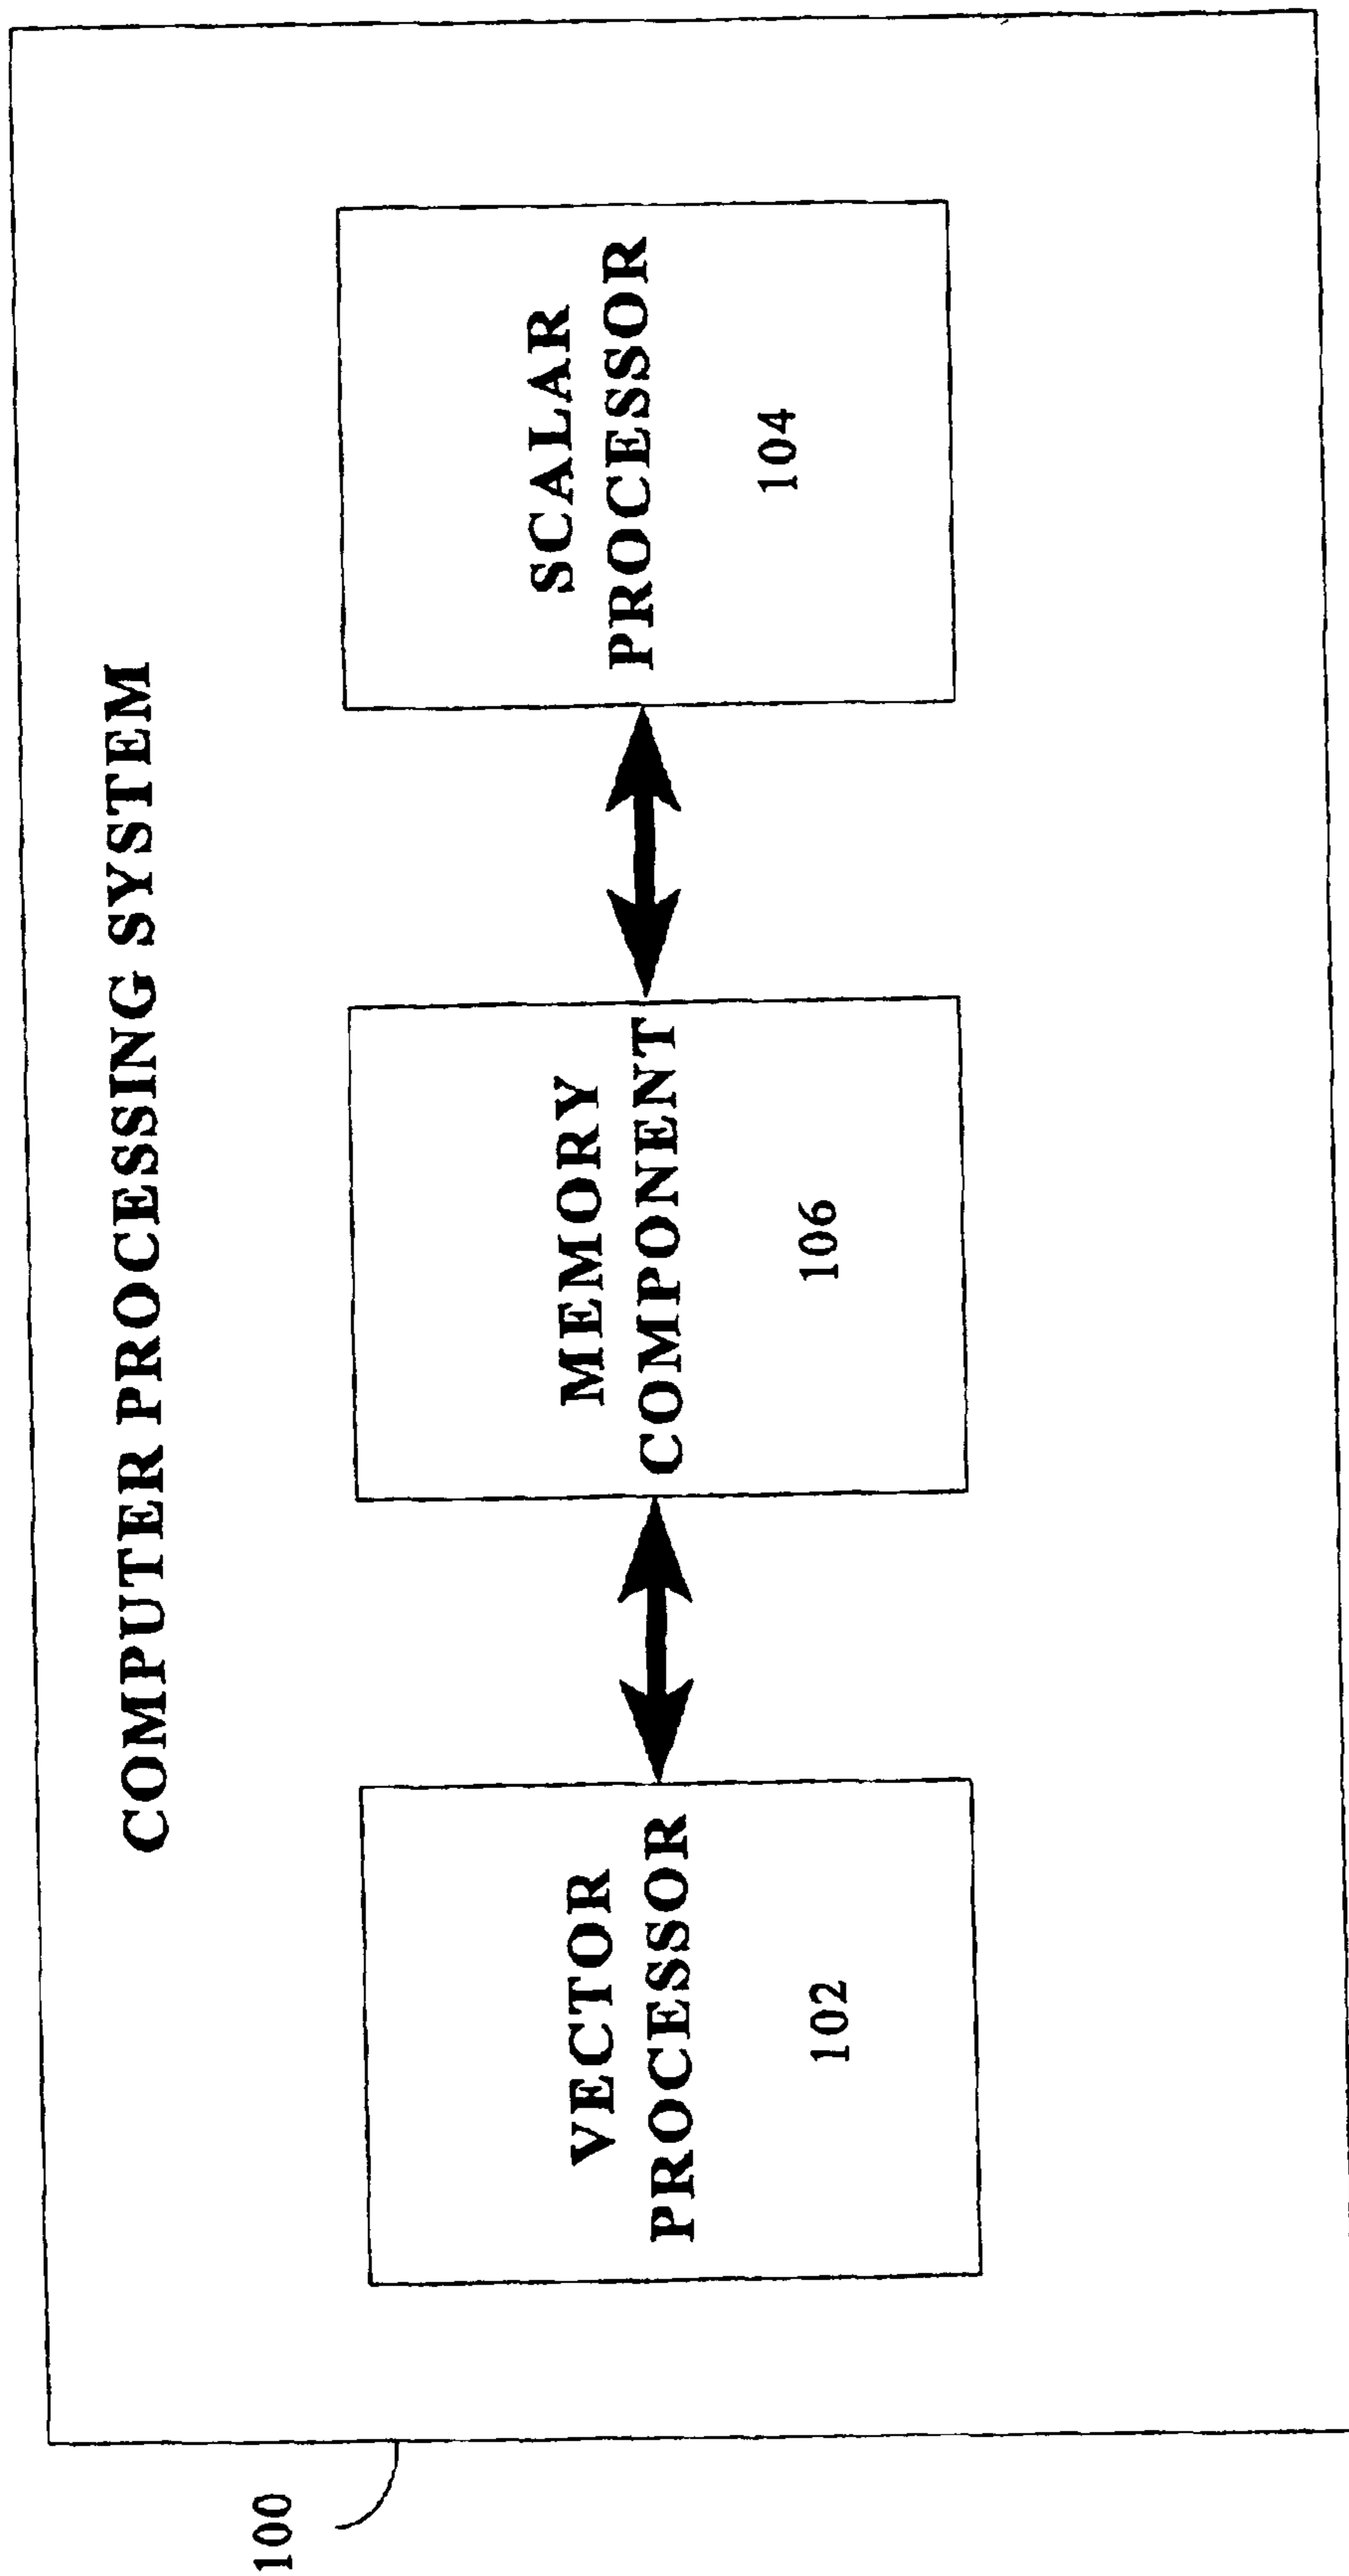 COMPUTER PROCESSING SYSTEM
100
VECTOR
PROCESSOR
102
MEMORY
COMPONENT
106
SCALAR
PROCESSOR
104